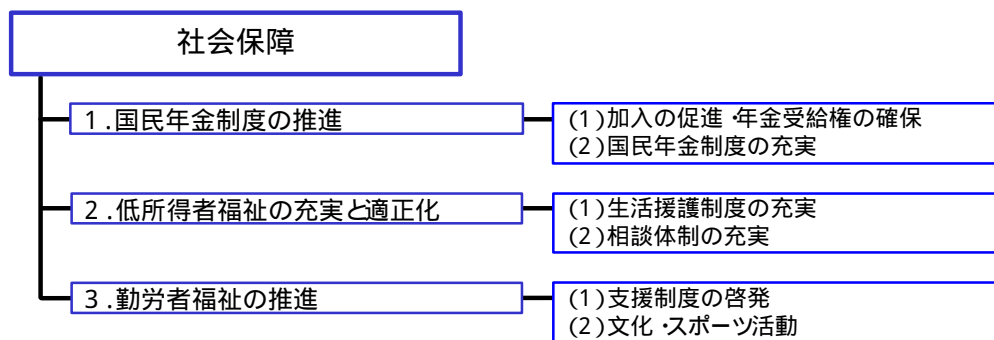 社会保障
1.国民年金制度の推進
(1)加入の促進・年金受給権の確保
(2)国民年金制度の充実
2.低所得者福祉の充実と適正化
(1)生活援護制度の充実
(2)相談体制の充実
3.勤労者福祉の推進
(1)支援制度の啓発
(2)文化・スポーツ活動